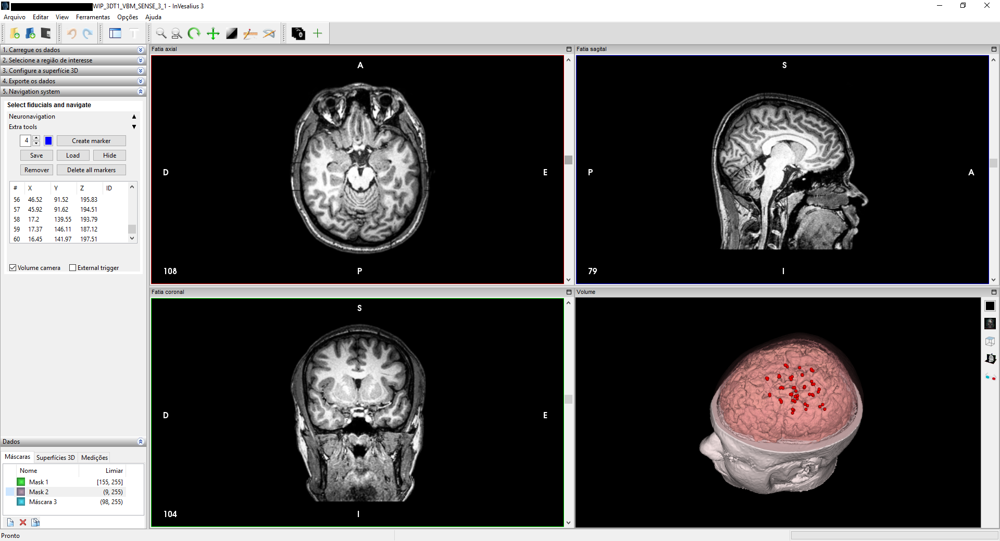 WIP_3DT1_VBM_SENSE_3_1 - InVesalius 3
Arquivo Editar View Ferramentas Opções Ajuda
1. Carregue os dados
2. Selecione a região de interesse
3. Configure a superfície 3D
4. Exporte os dados
5. Navigation system
Select fiducials and navigate
Neuronavigation
Extra tools
4 Create marker
Save Load Hide
Remover Delete all markers
# X Y Z ID
56 46.52 91.52 195.83
57 45.92 91.62 194.51
58 17.2 139.55 193.79
59 17.37 146.11 187.12
60 16.45 141.97 197.51
Volume camera External trigger
Dados
Máscaras Superfícies 3D Medições
Nome Limiar
Mask 1 [155, 255]
Mask 2 (9, 255)
Máscara 3 (98, 255)
Pronto
Fatia axial
A
D E
108 P
Fatia sagital
S
P A
79 I
Fatia coronal
S
D E
104 I
Volume